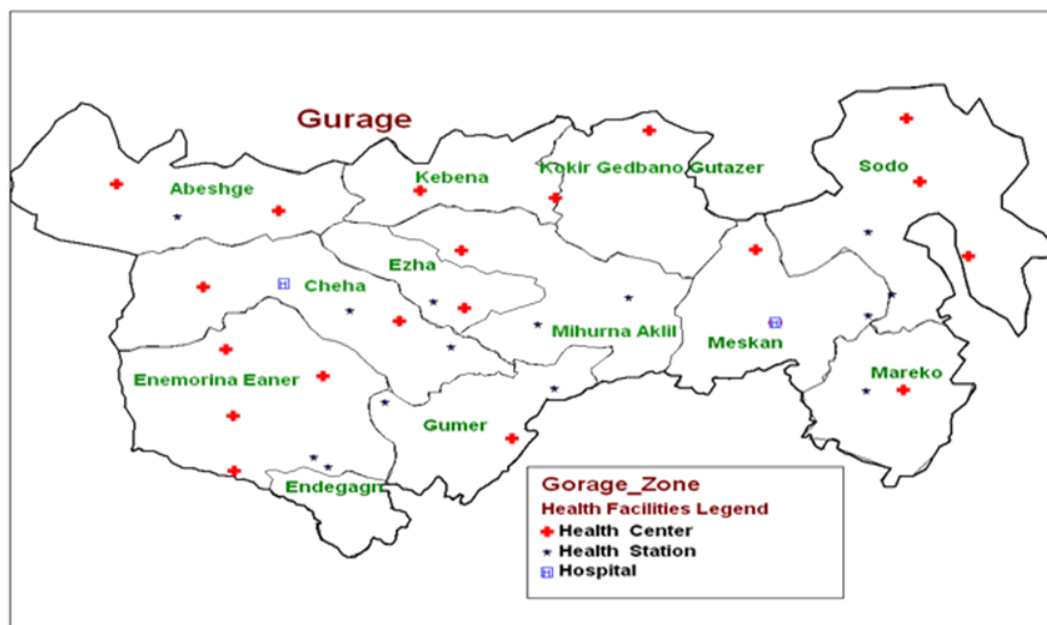 Gurage
Abeshge
Kebena
Kokir Gedbano Gutazer
Sodo
Ezha
Cheha
Mihurna Aklil
Meskan
Mareko
Enemorina Eaner
Gumer
Endegagn
Gorage_Zone
Health Facilities Legend
Health Center
Health Station
H Hospital